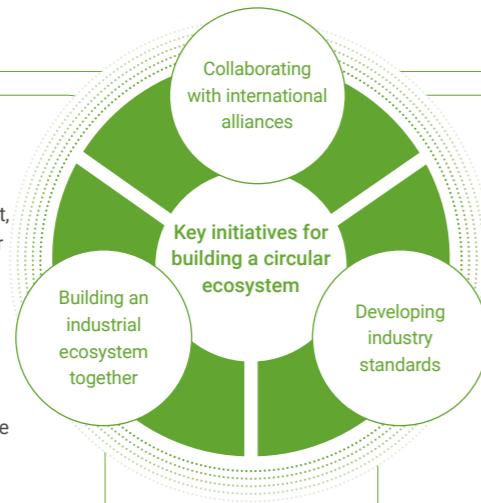 Collaborating
with international
alliances
t,
r
Key initiatives for
building a circular
ecosystem
Building an
industrial
ecosystem
together
Developing
industry
standards
e